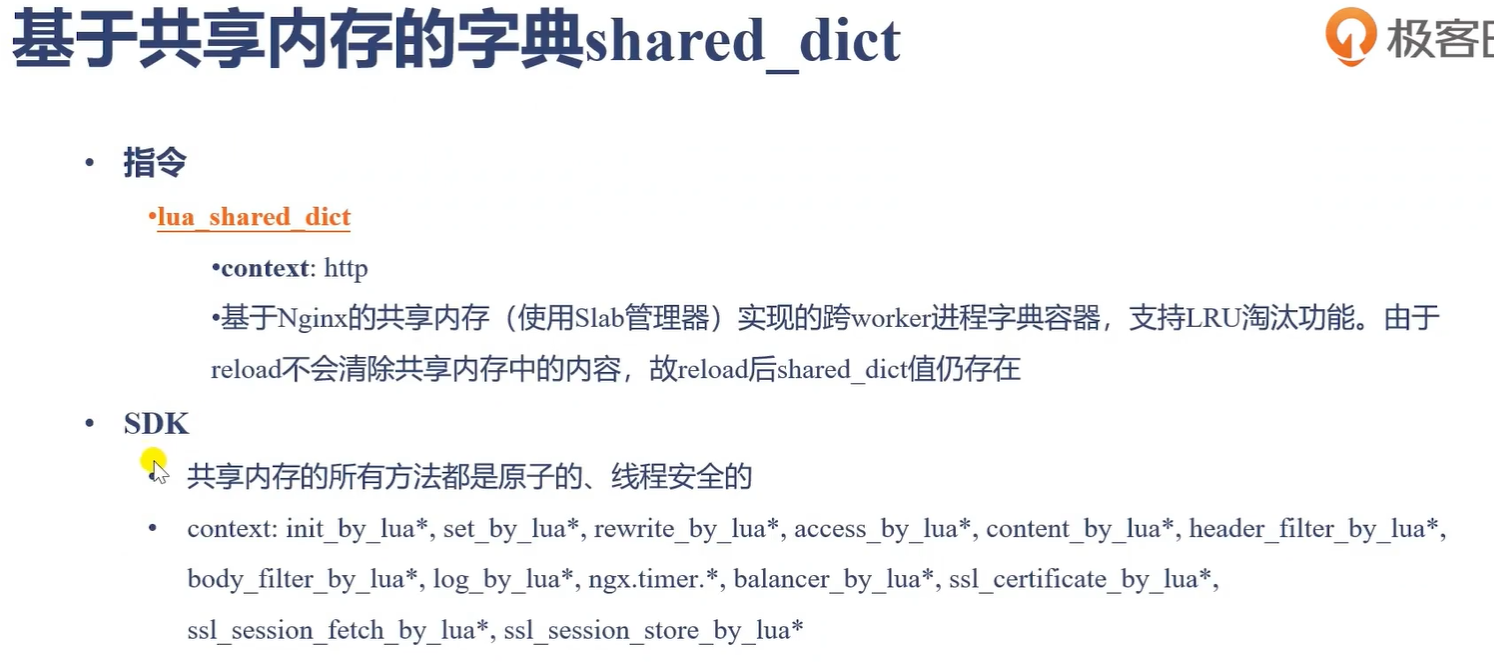 基于共享内存的字典shared_dict
极客
• 指令
•lua_shared_dict
•context: http
•基于Nginx的共享内存（使用Slab管理器）实现的跨worker进程字典容器，支持LRU淘汰功能。由于
reload不会清除共享内存中的内容，故reload后shared_dict值仍存在
• SDK
• 共享内存的所有方法都是原子的、线程安全的
• context: init_by_lua*, set_by_lua*, rewrite_by_lua*, access_by_lua*, content_by_lua*, header_filter_by_lua*,
body_filter_by_lua*, log_by_lua*, ngx.timer.*, balancer_by_lua*, ssl_certificate_by_lua*,
ssl_session_fetch_by_lua*, ssl_session_store_by_lua*